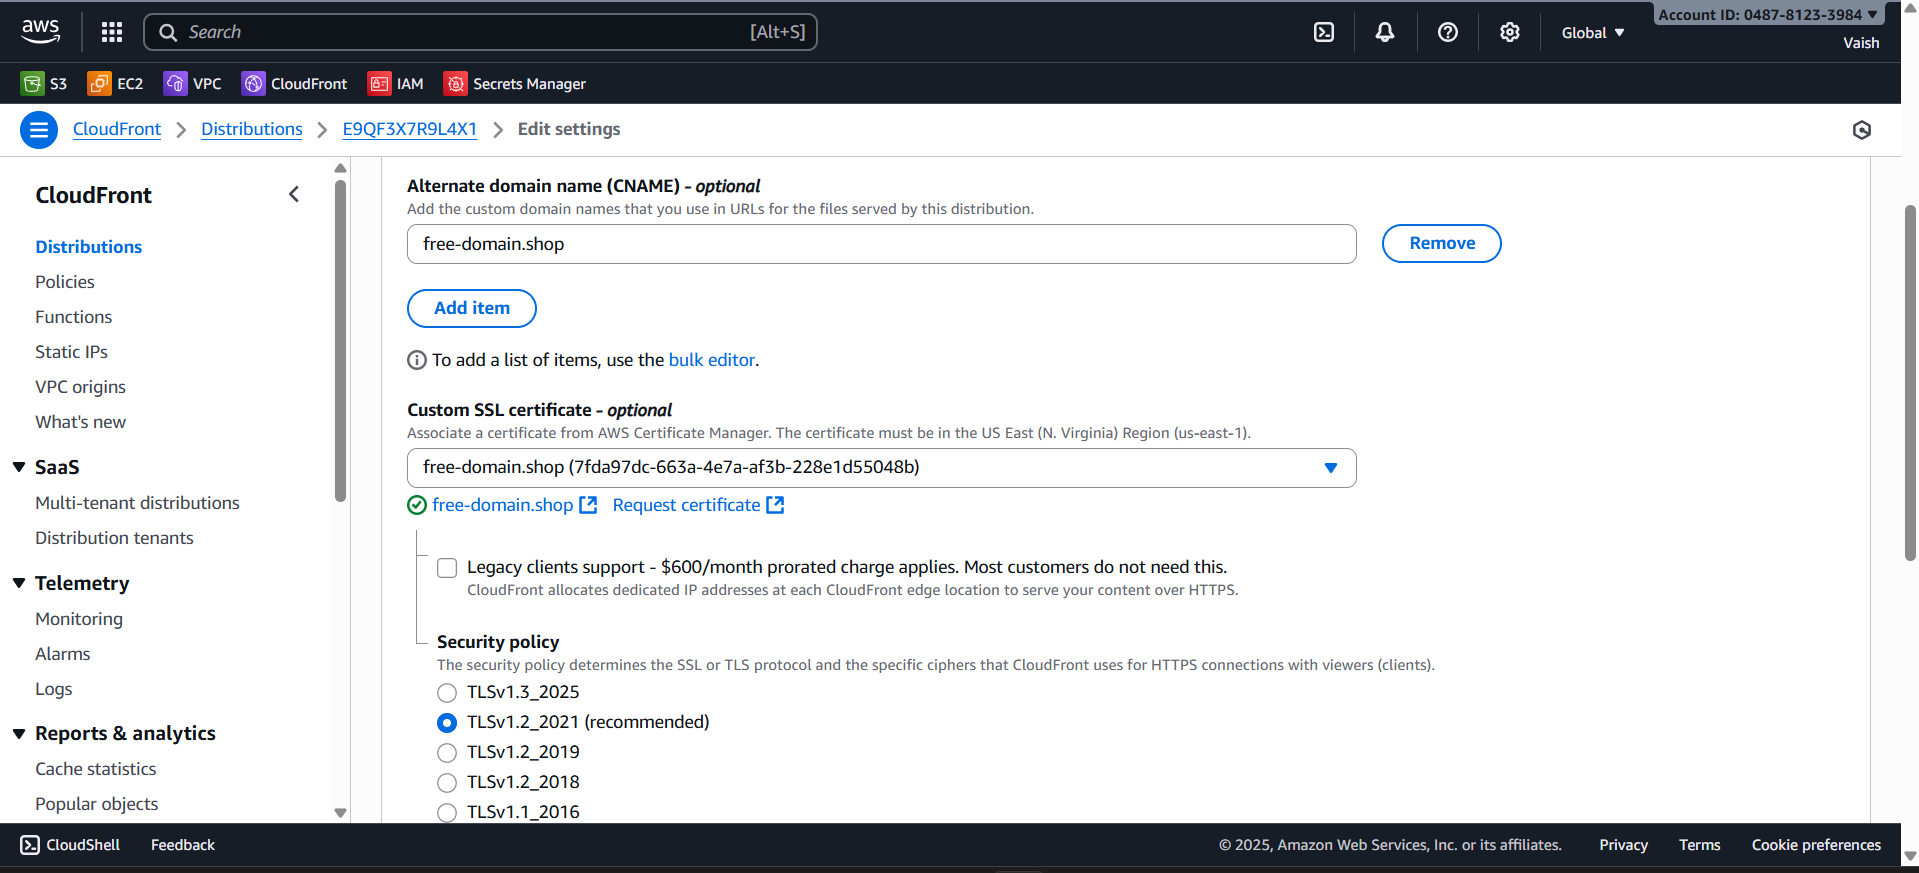 aws
Search [Alt+S]
Global
Account ID: 0487-8123-3984
Vaish
S3 EC2 VPC CloudFront IAM Secrets Manager
CloudFront Distributions E9QF3X7R9L4X1 Edit settings
CloudFront
Distributions
Policies
Functions
Static IPs
VPC origins
What's new
SaaS
Multi-tenant distributions
Distribution tenants
Telemetry
Monitoring
Alarms
Logs
Reports & analytics
Cache statistics
Popular objects
Alternate domain name (CNAME) - optional
Add the custom domain names that you use in URLs for the files served by this distribution.
free-domain.shop
Remove
Add item
To add a list of items, use the bulk editor.
Custom SSL certificate - optional
Associate a certificate from AWS Certificate Manager. The certificate must be in the US East (N. Virginia) Region (us-east-1).
free-domain.shop (7fda97dc-663a-4e7a-af3b-228e1d55048b)
free-domain.shop Request certificate
Legacy clients support - $600/month prorated charge applies. Most customers do not need this.
CloudFront allocates dedicated IP addresses at each CloudFront edge location to serve your content over HTTPS.
Security policy
The security policy determines the SSL or TLS protocol and the specific ciphers that CloudFront uses for HTTPS connections with viewers (clients).
TLSv1.3_2025
TLSv1.2_2021 (recommended)
TLSv1.2_2019
TLSv1.2_2018
TLSv1.1_2016
CloudShell Feedback © 2025, Amazon Web Services, Inc. or its affiliates. Privacy Terms Cookie preferences